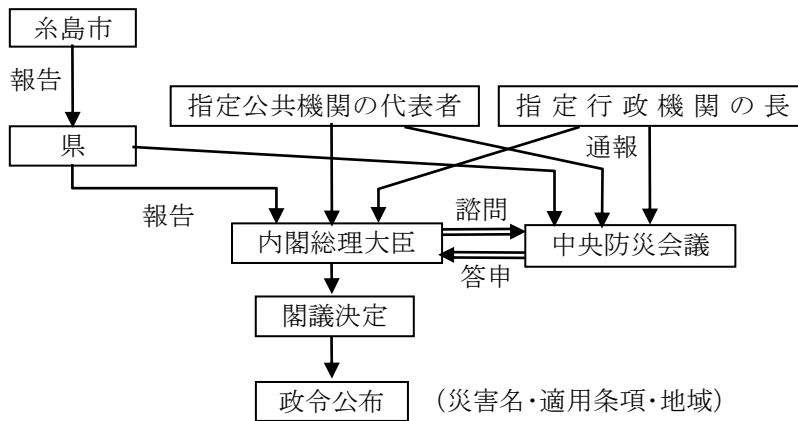 糸島市
報告
指定公共機関の代表者
指定行政機関の長
県
通報
報告
諮問
内閣総理大臣
中央防災会議
答申
閣議決定
政令公布
(災害名・適用条項・地域)